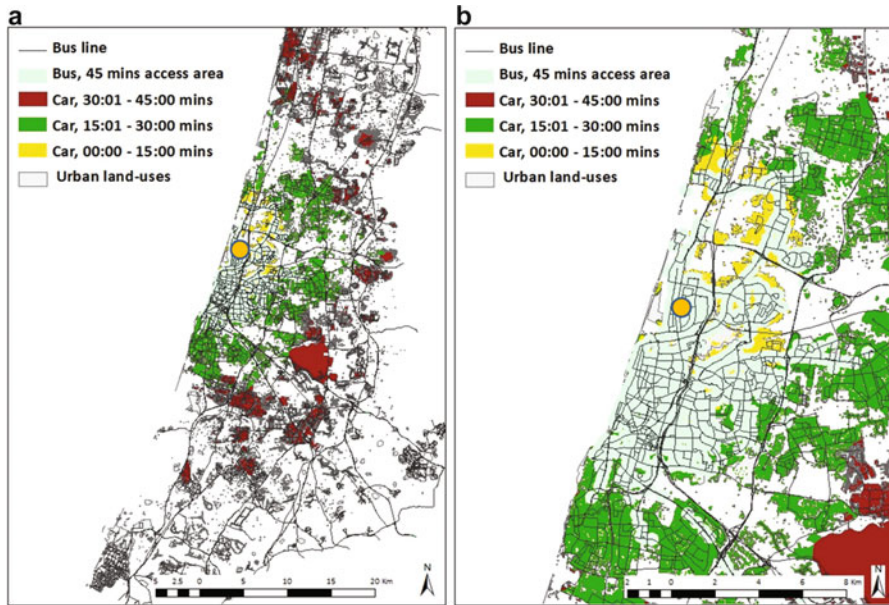 a
Bus line
Bus, 45 mins access area
Car, 30:01 - 45:00 mins
Car, 15:01 - 30:00 mins
Car, 00:00 - 15:00 mins
Urban land-uses
5 2.5 0 5 10 15 20 Km
N
b
Bus line
Bus, 45 mins access area
Car, 30:01 - 45:00 mins
Car, 15:01 - 30:00 mins
Car, 00:00 - 15:00 mins
Urban land-uses
2 1 0 2 4 6 8 Km
N